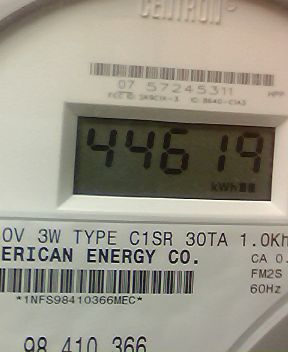 CENTRON
07 57245311
44619
kWh
0V 3W TYPE C1SR 30TA 1.0Kh
ERICAN ENERGY CO.
CA 0.
FM2S
60Hz
*1NFS98410366MEC*
98 410 366